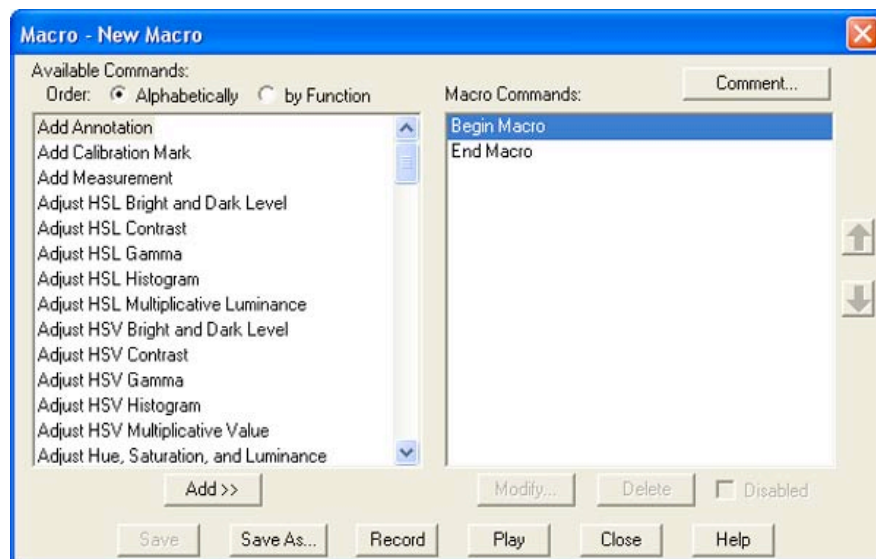 Macro - New Macro
Available Commands:
Order: Alphabetically by Function
Add Annotation
Add Calibration Mark
Add Measurement
Adjust HSL Bright and Dark Level
Adjust HSL Contrast
Adjust HSL Gamma
Adjust HSL Histogram
Adjust HSL Multiplicative Luminance
Adjust HSV Bright and Dark Level
Adjust HSV Contrast
Adjust HSV Gamma
Adjust HSV Histogram
Adjust HSV Multiplicative Value
Adjust Hue, Saturation, and Luminance
Add >>
Macro Commands:
Comment...
Begin Macro
End Macro
Modify...
Delete
Disabled
Save
Save As...
Record
Play
Close
Help